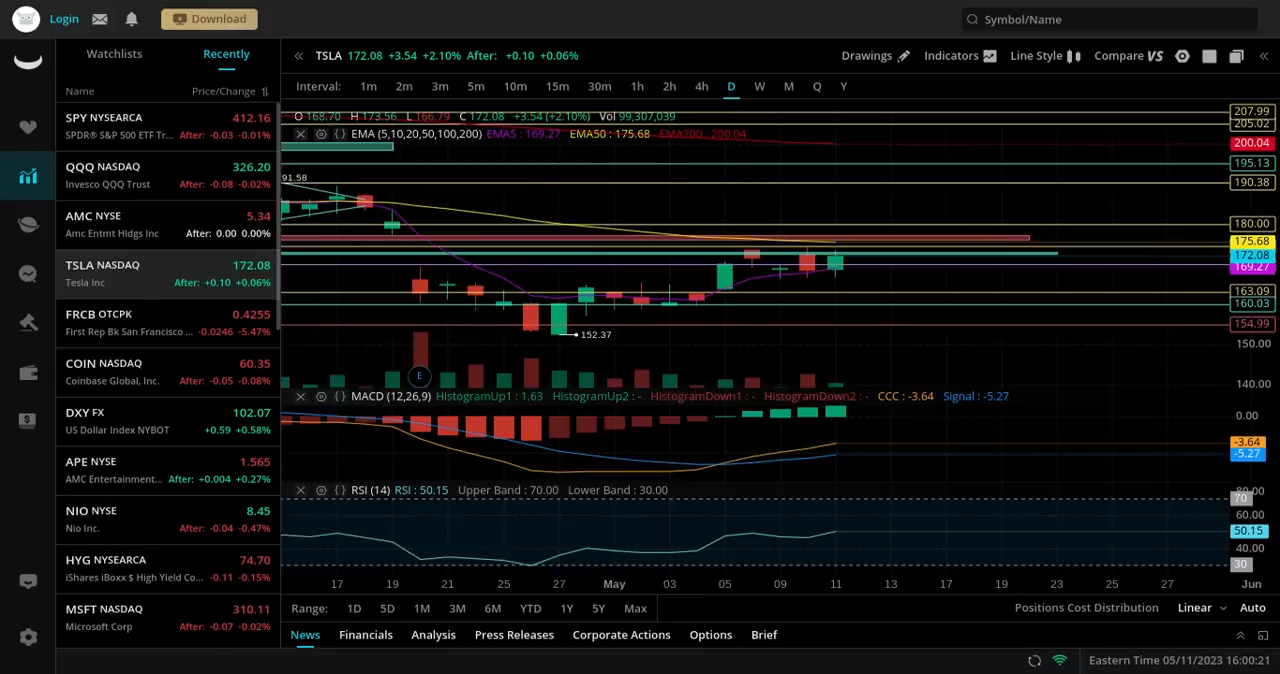 Login
Download
Symbol/Name
Watchlists
Recently
Name
Price/Change
SPY NYSEARCA 412.16
SPDR® S&P 500 ETF Tr... After: -0.03 -0.01%
QQQ NASDAQ 326.20
Invesco QQQ Trust After: -0.08 -0.02%
AMC NYSE 5.34
Amc Entmt Hldgs Inc After: 0.00 0.00%
TSLA NASDAQ 172.08
Tesla Inc After: +0.10 +0.06%
FRCB OTCPK 0.4255
First Rep Bk San Francisco ... -0.0246 -5.47%
COIN NASDAQ 60.35
Coinbase Global, Inc. After: -0.05 -0.08%
DXY FX 102.07
US Dollar Index NYBOT +0.59 +0.58%
APE NYSE 1.565
AMC Entertainment... After: +0.004 +0.27%
NIO NYSE 8.45
Nio Inc. After: -0.04 -0.47%
HYG NYSEARCA 74.70
iShares iBoxx $ High Yield Co... -0.11 -0.15%
MSFT NASDAQ 310.11
Microsoft Corp After: -0.07 -0.02%
TSLA 172.08 +3.54 +2.10% After: +0.10 +0.06%
Drawings
Indicators
Line Style
Compare VS
Interval: 1m 2m 3m 5m 10m 15m 30m 1h 2h 4h D W M Q Y
O 168.70 H 173.56 L 166.79 C 172.08 +3.54 (+2.10%) Vol 99,307,039
EMA (5,10,20,50,100,200) EMA5 : 169.27 EMA50 : 175.68 EMA200 : 200.04
91.58
152.37
E
207.99
205.02
200.04
195.13
190.38
180.00
175.68
172.08
169.27
163.09
160.03
154.99
150.00
140.00
MACD (12,26,9) HistogramUp1 : 1.63 HistogramUp2 : - HistogramDown1 : - HistogramDown2 : - CCC : -3.64 Signal : -5.27
0.00
-3.64
-5.27
RSI (14) RSI : 50.15 Upper Band : 70.00 Lower Band : 30.00
80.00
70
60.00
50.15
40.00
30
17 19 21 25 27 May 03 05 09 11 13 17 19 23 25 27 Jun
Range: 1D 5D 1M 3M 6M YTD 1Y 5Y Max
Positions Cost Distribution Linear Auto
News Financials Analysis Press Releases Corporate Actions Options Brief
Eastern Time 05/11/2023 16:00:21